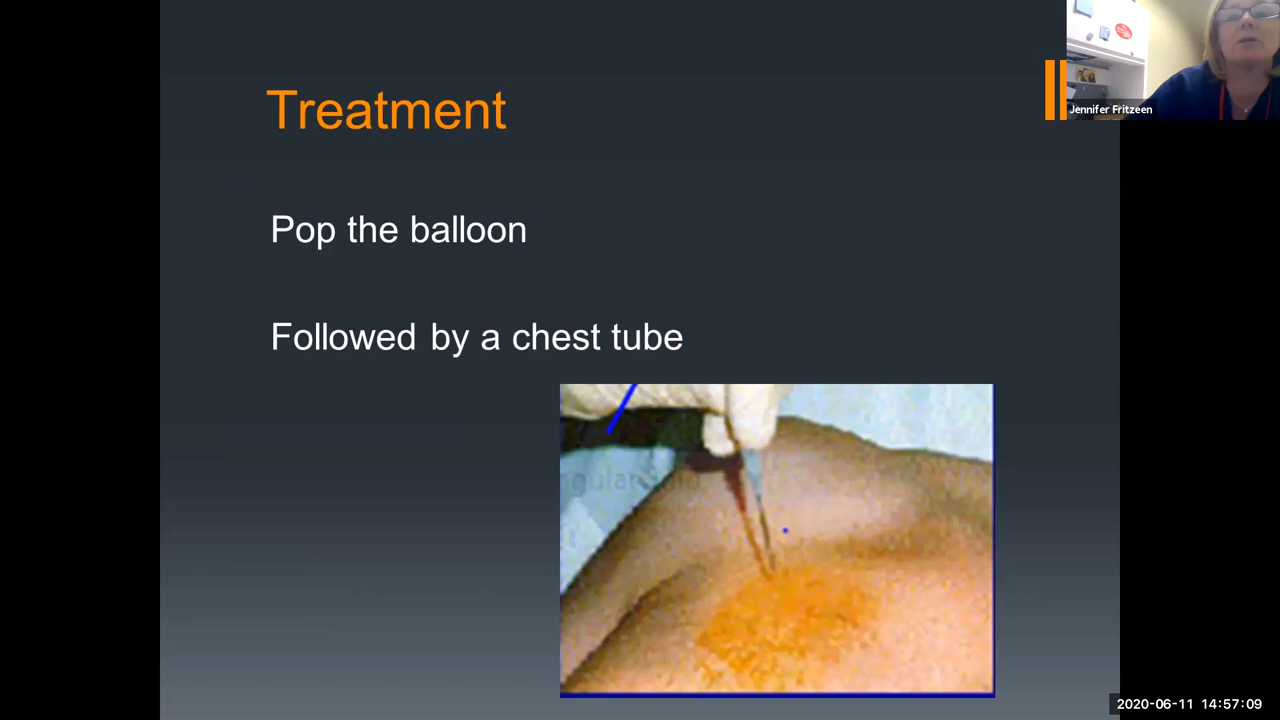 Treatment
Jennifer Fritzeen
Pop the balloon
Followed by a chest tube
2020-06-11 14:57:09